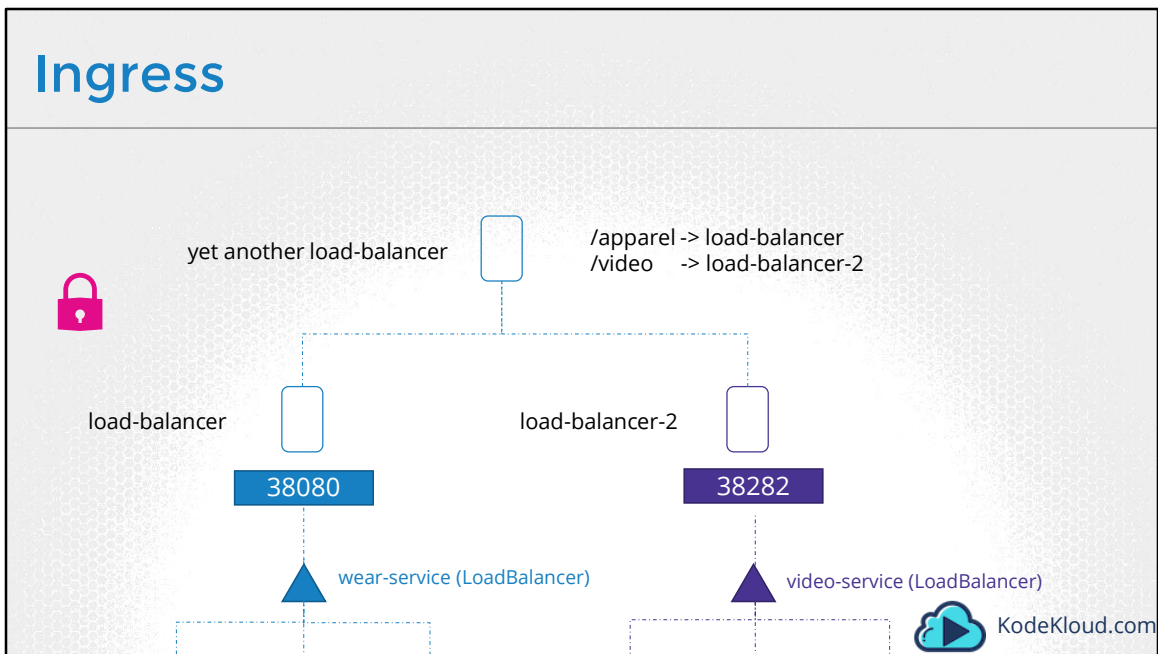 Ingress
yet another load-balancer
/apparel -> load-balancer
/video -> load-balancer-2
load-balancer
load-balancer-2
38080
38282
wear-service (LoadBalancer)
video-service (LoadBalancer)
KodeKloud.com